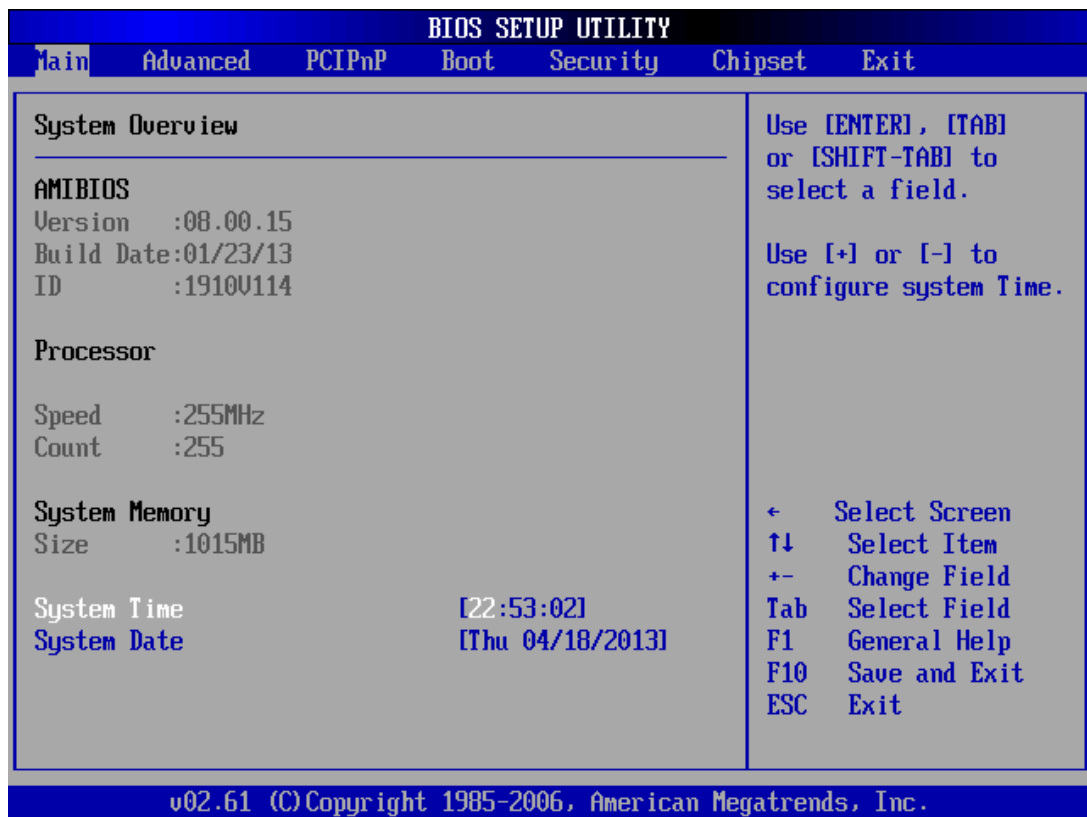 BIOS SETUP UTILITY
Main Advanced PCIPnP Boot Security Chipset Exit
System Overview
AMIBIOS
Version :08.00.15
Build Date:01/23/13
ID :1910V114
Processor
Speed :255MHz
Count :255
System Memory
Size :1015MB
System Time [22:53:02]
System Date [Thu 04/18/2013]
Use [ENTER], [TAB]
or [SHIFT-TAB] to
select a field.
Use [+] or [-] to
configure system Time.
← Select Screen
↑↓ Select Item
+- Change Field
Tab Select Field
F1 General Help
F10 Save and Exit
ESC Exit
v02.61 (C)Copyright 1985-2006, American Megatrends, Inc.